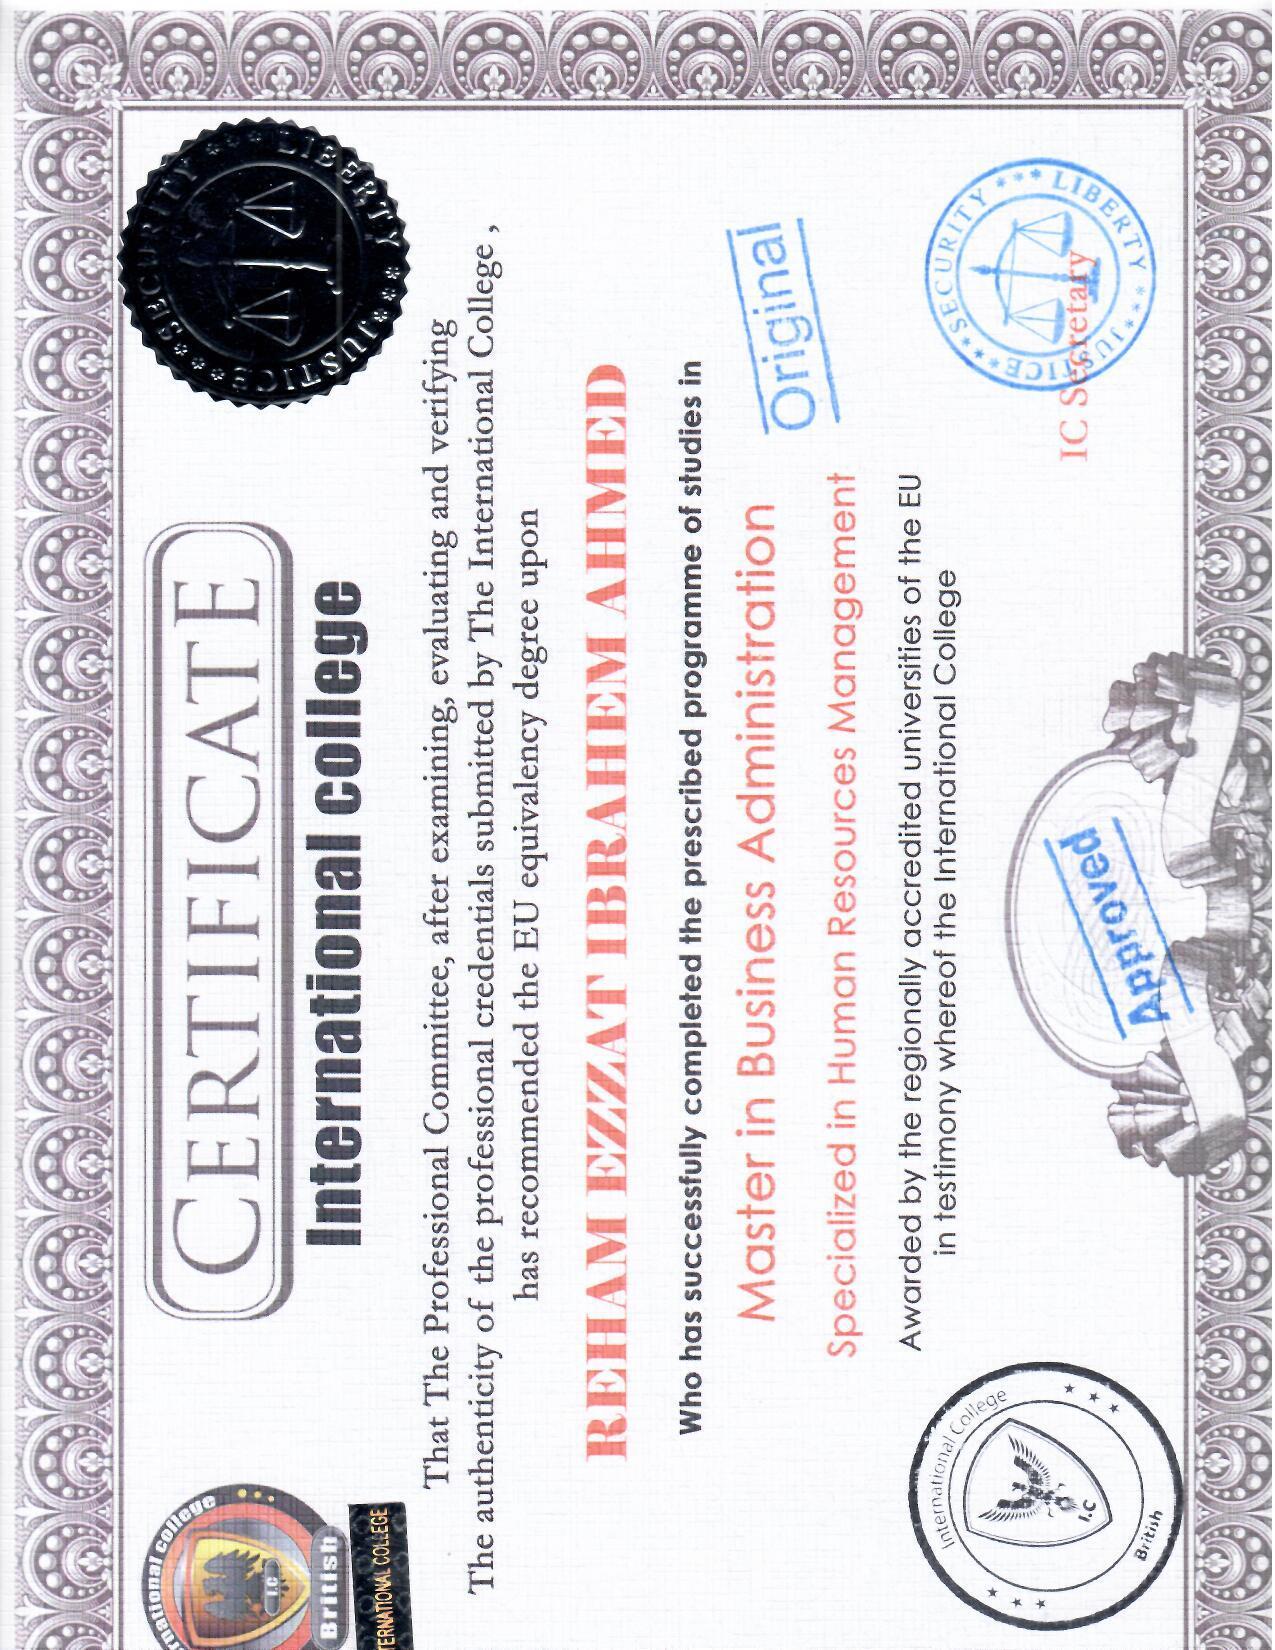 national college
I.C
British
TERNATIONAL COLLEGE
CERTIFICATE
International college
SECURITY *** LIBERTY *** JUSTICE ***
That The Professional Committee, after examining, evaluating and verifying
The authenticity of the professional credentials submitted by The International College ,
has recommended the EU equivalency degree upon
REHAM EZZAT IBRAHEM AHMED
Who has successfully completed the prescribed programme of studies in
Master in Business Administration
Original
Specialized in Human Resources Management
Awarded by the regionally accredited universities of the EU
in testimony whereof the International College
International College
I.C
British
Approved
IC Secretary
SECURITY *** LIBERTY *** JUSTICE ***